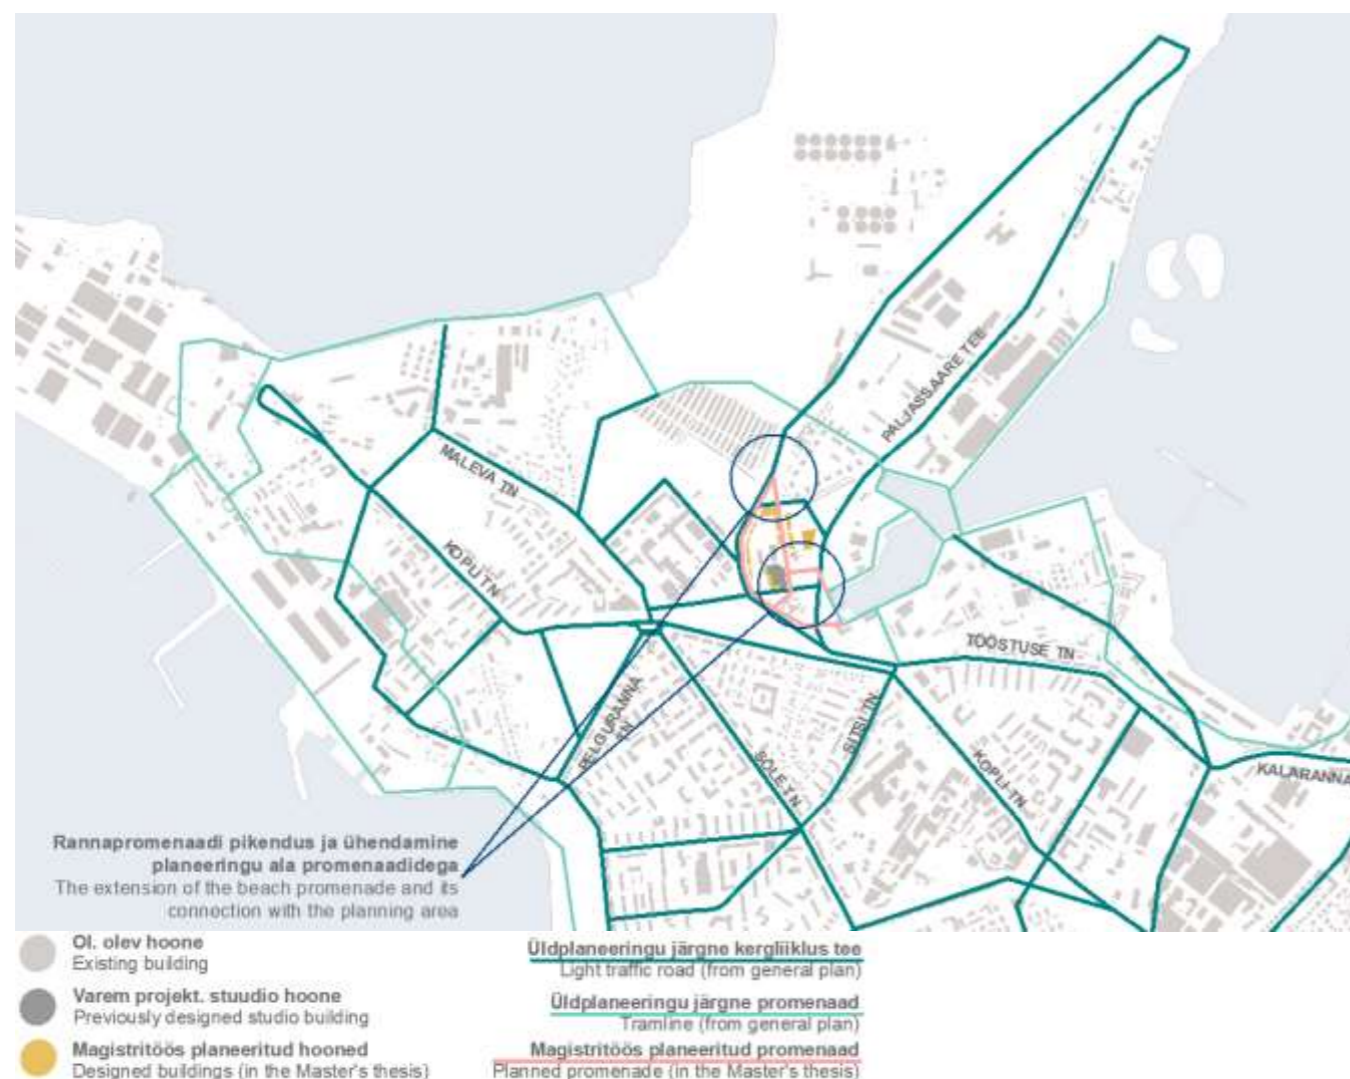 PALJASSAARE TEE
MALEVA TN
KOPLI TN
TÖÖSTUSE TN
PELGURANNA
TN
SÕLE TN
SITSI TN
KOPLI TN
KALARANNA
Rannapromenaadi pikendus ja ühendamine
planeeringu ala promenaadidega
The extension of the beach promenade and its
connection with the planning area
Ol. olev hoone
Existing building
Varem projekt. stuudio hoone
Previously designed studio building
Magistritöös planeeritud hooned
Designed buildings (in the Master's thesis)
Üldplaneeringu järgne kergliiklus tee
Light traffic road (from general plan)
Üldplaneeringu järgne promenaad
Tramline (from general plan)
Magistritöös planeeritud promenaad
Planned promenade (in the Master's thesis)